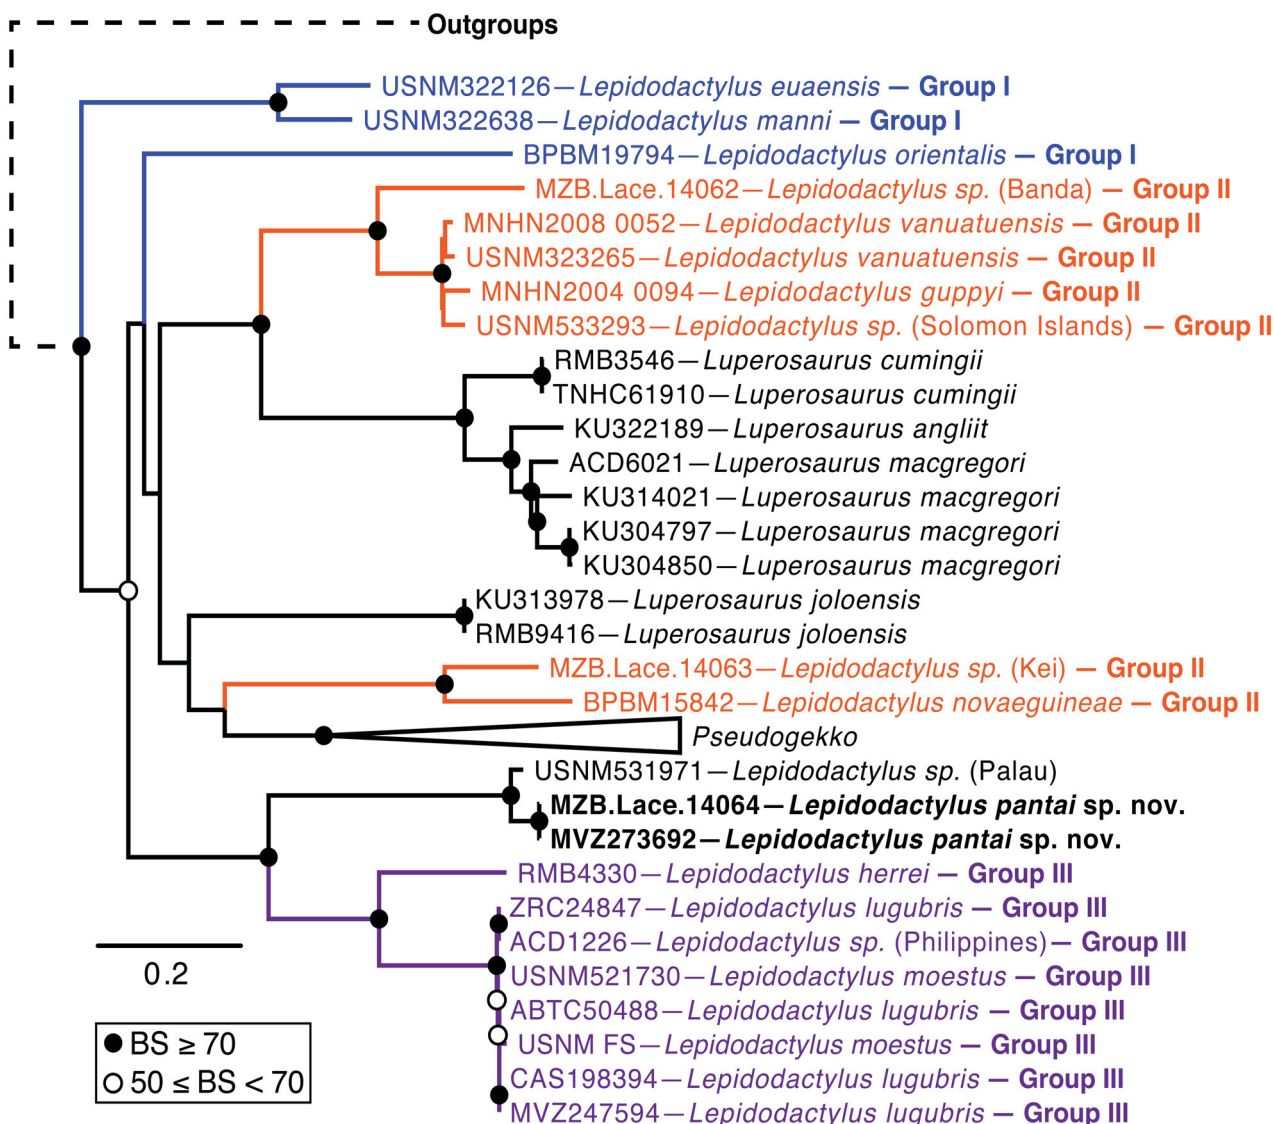 Outgroups
USNM322126—Lepidodactylus euaensis — Group I
USNM322638—Lepidodactylus manni — Group I
BPBM19794—Lepidodactylus orientalis — Group I
MZB.Lace.14062—Lepidodactylus sp. (Banda) — Group II
MNHN2008 0052—Lepidodactylus vanuatuensis — Group II
USNM323265—Lepidodactylus vanuatuensis — Group II
MNHN2004 0094—Lepidodactylus guppyi — Group II
USNM533293—Lepidodactylus sp. (Solomon Islands) — Group II
RMB3546—Luperosaurus cumingii
TNHC61910—Luperosaurus cumingii
KU322189—Luperosaurus angliit
ACD6021—Luperosaurus macgregori
KU314021—Luperosaurus macgregori
KU304797—Luperosaurus macgregori
KU304850—Luperosaurus macgregori
KU313978—Luperosaurus joloensis
RMB9416—Luperosaurus joloensis
MZB.Lace.14063—Lepidodactylus sp. (Kei) — Group II
BPBM15842—Lepidodactylus novaeguineae — Group II
Pseudogekko
USNM531971—Lepidodactylus sp. (Palau)
MZB.Lace.14064—Lepidodactylus pantai sp. nov.
MVZ273692—Lepidodactylus pantai sp. nov.
RMB4330—Lepidodactylus herrei — Group III
ZRC24847—Lepidodactylus lugubris — Group III
ACD1226—Lepidodactylus sp. (Philippines)— Group III
USNM521730—Lepidodactylus moestus — Group III
ABTC50488—Lepidodactylus lugubris — Group III
USNM FS—Lepidodactylus moestus — Group III
CAS198394—Lepidodactylus lugubris — Group III
MVZ247594—Lepidodactylus lugubris — Group III
0.2
BS ≥ 70
50 ≤ BS < 70